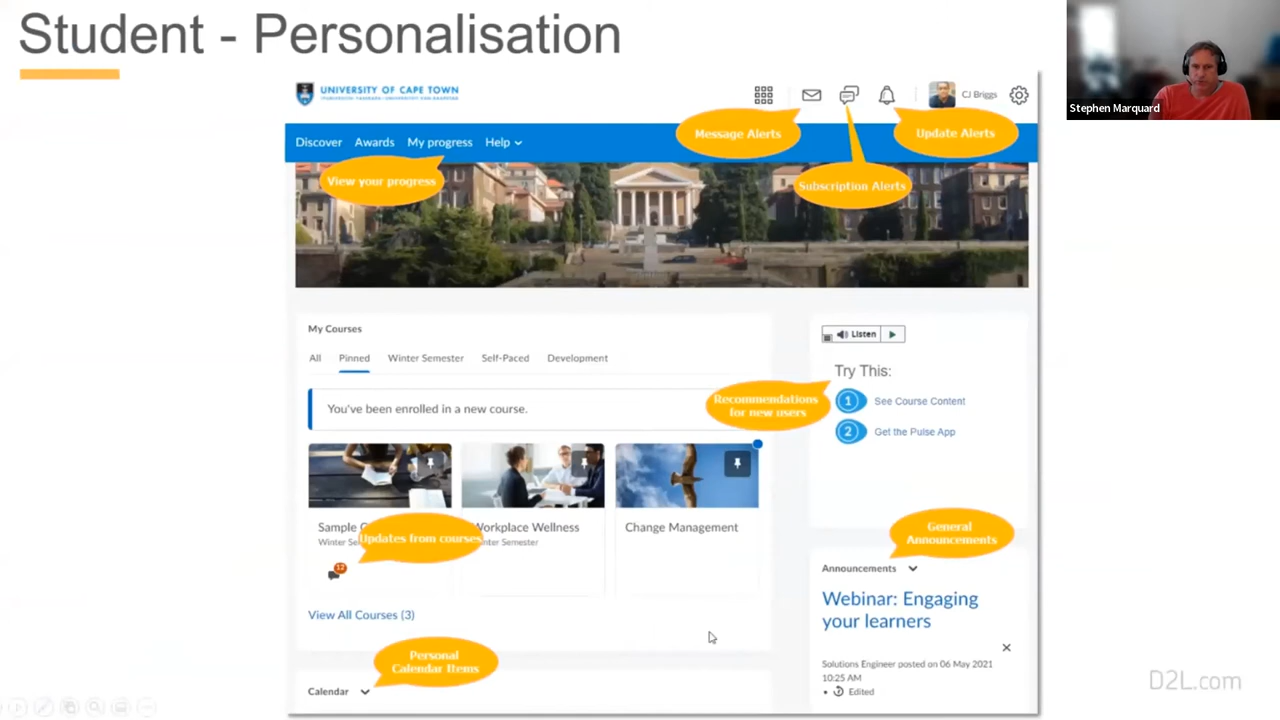 Student - Personalisation
Stephen Marquard
UNIVERSITY OF CAPE TOWN
CJ Briggs
Message Alerts
Update Alerts
Discover
Awards
My progress
Help
View your progress
Subscription Alerts
My Courses
Listen
All
Pinned
Winter Semester
Self-Paced
Development
Try This:
You've been enrolled in a new course.
Recommendations
for new users
1 See Course Content
2 Get the Pulse App
Sample
Workplace Wellness
Change Management
Updates from courses
12
General
Announcements
Announcements
View All Courses (3)
Webinar: Engaging
your learners
Personal
Calendar Items
Solutions Engineer posted on 06 May 2021
10:25 AM
Edited
Calendar
D2L.com